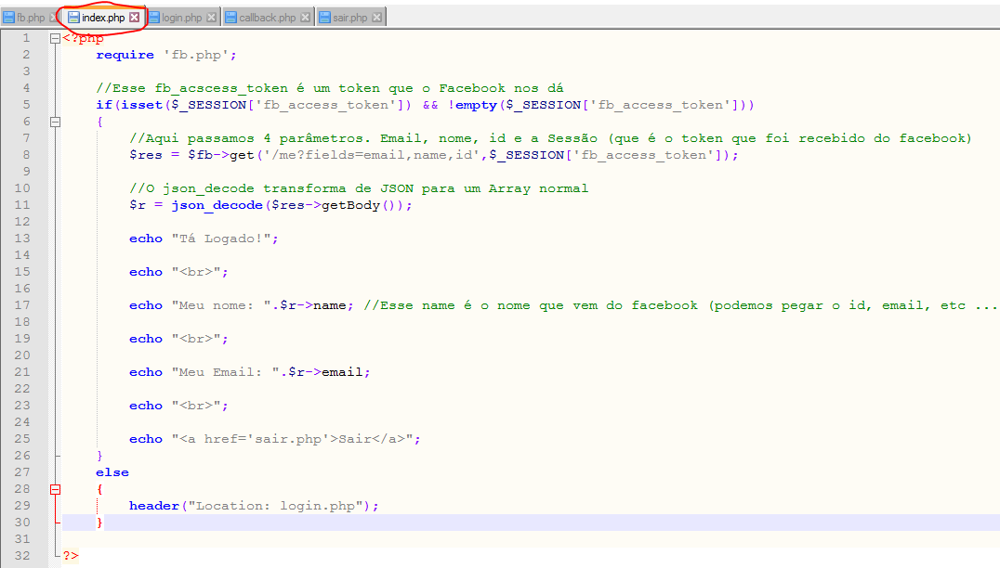 fb.php index.php login.php callback.php sair.php
1 <?php
2 require 'fb.php';
3
4 //Esse fb_acscess_token é um token que o Facebook nos dá
5 if(isset($_SESSION['fb_access_token']) && !empty($_SESSION['fb_access_token']))
6 {
7 //Aqui passamos 4 parâmetros. Email, nome, id e a Sessão (que é o token que foi recebido do facebook)
8 $res = $fb->get('/me?fields=email,name,id',$_SESSION['fb_access_token']);
9
10 //O json_decode transforma de JSON para um Array normal
11 $r = json_decode($res->getBody());
12
13 echo "Tá Logado!";
14
15 echo "<br>";
16
17 echo "Meu nome: ".$r->name; //Esse name é o nome que vem do facebook (podemos pegar o id, email, etc ...
18
19 echo "<br>";
20
21 echo "Meu Email: ".$r->email;
22
23 echo "<br>";
24
25 echo "<a href='sair.php'>Sair</a>";
26 }
27 else
28 {
29 header("Location: login.php");
30 }
31
32 ?>